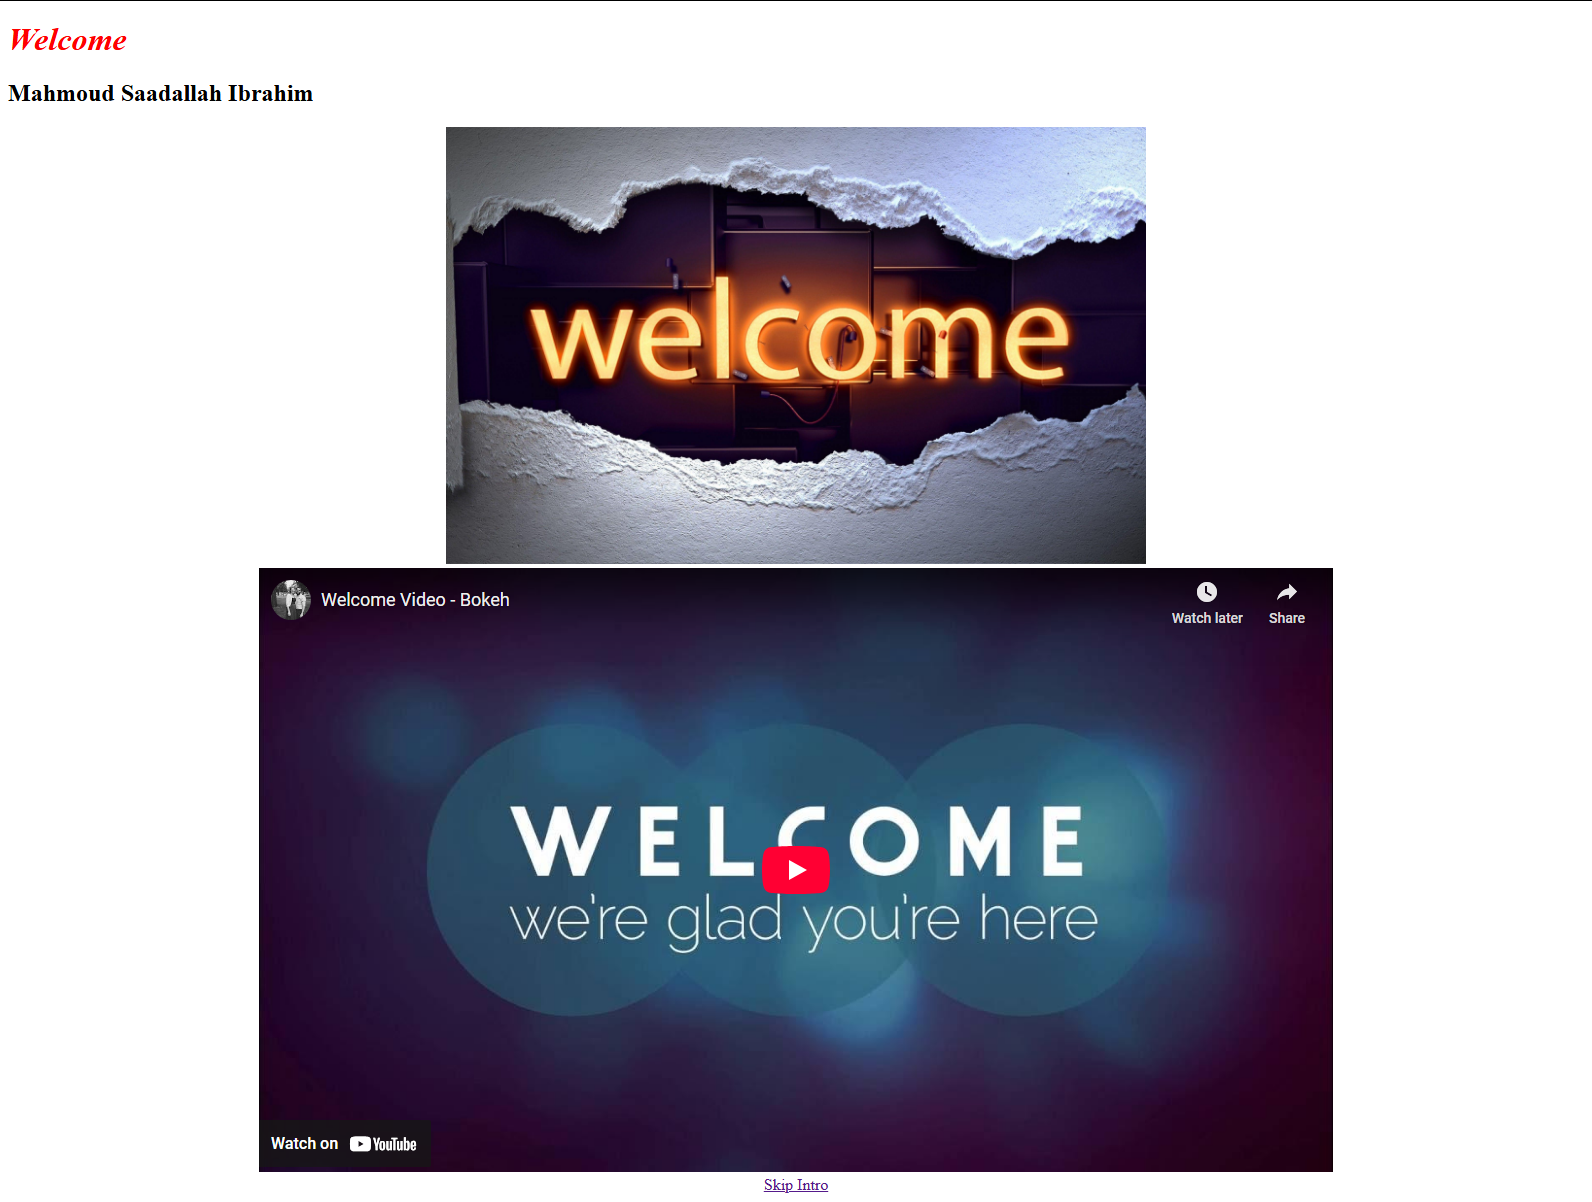 Welcome
Mahmoud Saadallah Ibrahim
welcome
Welcome Video - Bokeh
Watch later
Share
WELCOME
we're glad you're here
Watch on YouTube
Skip Intro